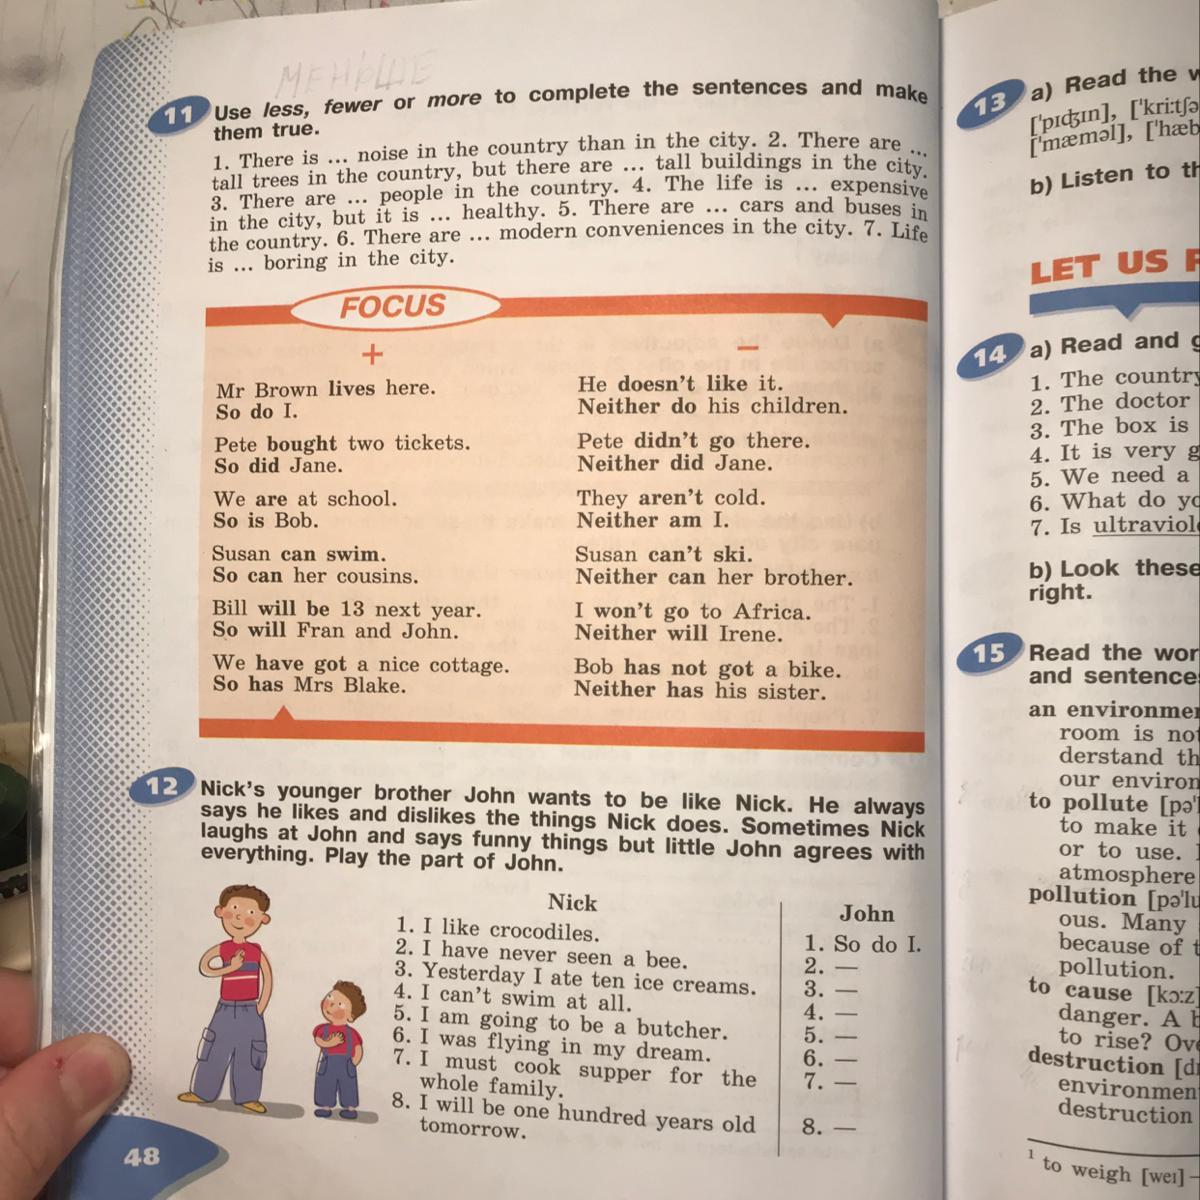 МЕНЬШЕ
11 Use less, fewer or more to complete the sentences and make
them true.
1. There is ... noise in the country than in the city. 2. There are ...
tall trees in the country, but there are ... tall buildings in the city.
3. There are ... people in the country. 4. The life is ... expensive
in the city, but it is ... healthy. 5. There are ... cars and buses in
the country. 6. There are ... modern conveniences in the city. 7. Life
is ... boring in the city.
FOCUS
+
Mr Brown lives here.
So do I.
Pete bought two tickets.
So did Jane.
We are at school.
So is Bob.
Susan can swim.
So can her cousins.
Bill will be 13 next year.
So will Fran and John.
We have got a nice cottage.
So has Mrs Blake.
–
He doesn't like it.
Neither do his children.
Pete didn't go there.
Neither did Jane.
They aren't cold.
Neither am I.
Susan can't ski.
Neither can her brother.
I won't go to Africa.
Neither will Irene.
Bob has not got a bike.
Neither has his sister.
12 Nick's younger brother John wants to be like Nick. He always
says he likes and dislikes the things Nick does. Sometimes Nick
laughs at John and says funny things but little John agrees with
everything. Play the part of John.
Nick
1. I like crocodiles.
2. I have never seen a bee.
3. Yesterday I ate ten ice creams.
4. I can't swim at all.
5. I am going to be a butcher.
6. I was flying in my dream.
7. I must cook supper for the
whole family.
8. I will be one hundred years old
tomorrow.
John
1. So do I.
2. —
3. —
4. —
5. —
6. —
7. —
8. —
48
13 a) Read the
['pɪdʒɪn], ['kri:tʃə
['mæməl], ['hæb
b) Listen to
LET US
14 a) Read and
1. The country
2. The doctor
3. The box is
4. It is very
5. We need a
6. What do
7. Is
b) Look these
right.
15 Read the
and
an
room is
derstand
our
to pollute
to make it
or to use.
atmosphere
pollution
ous. Many
because of
pollution.
to cause [kɔ:z]
danger. A
to rise?
destruction
environment
destruction
1 to weigh [weɪ] –